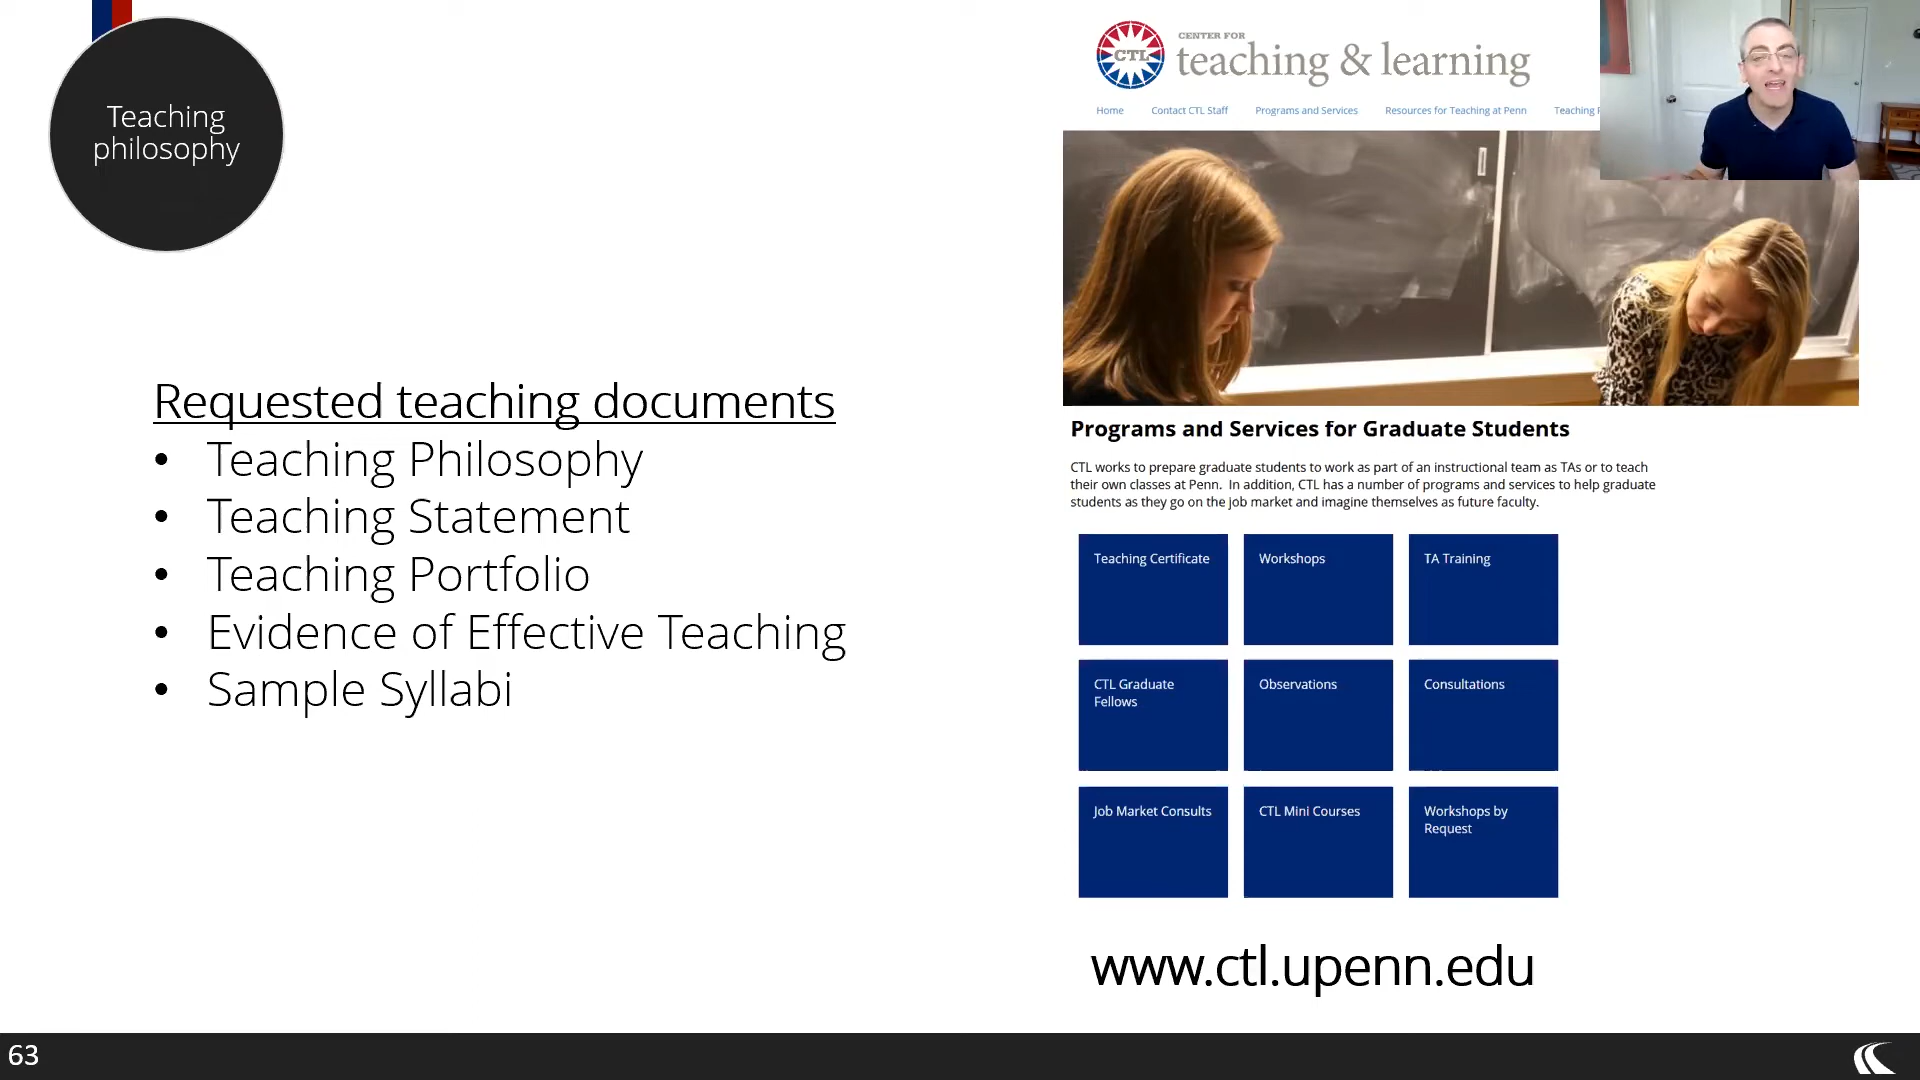 Teaching
philosophy
Requested teaching documents
• Teaching Philosophy
• Teaching Statement
• Teaching Portfolio
• Evidence of Effective Teaching
• Sample Syllabi
CTL
CENTER FOR
teaching & learning
Home Contact CTL Staff Programs and Services Resources for Teaching at Penn Teaching
Programs and Services for Graduate Students
CTL works to prepare graduate students to work as part of an instructional team as TAs or to teach
their own classes at Penn. In addition, CTL has a number of programs and services to help graduate
students as they go on the job market and imagine themselves as future faculty.
Teaching Certificate
Workshops
TA Training
CTL Graduate
Fellows
Observations
Consultations
Job Market Consults
CTL Mini Courses
Workshops by
Request
www.ctl.upenn.edu
63